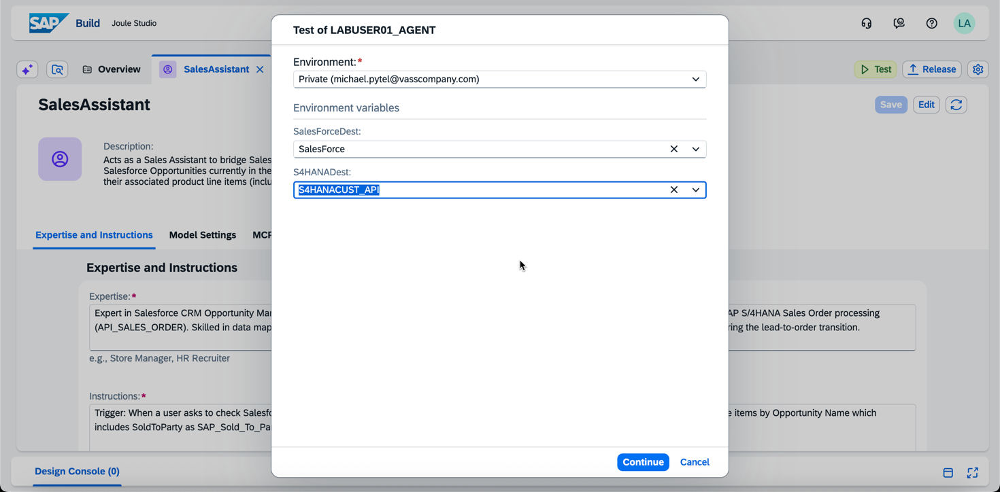 SAP Build Joule Studio LA
Test of LABUSER01_AGENT
Overview SalesAssistant Test Release
Environment:*
Private (michael.pytel@vasscompany.com)
Environment variables
SalesForceDest:
SalesForce
S4HANADest:
S4HANACUST_API
Continue Cancel
SalesAssistant Save Edit
Description:
Acts as a Sales Assistant to bridge Sales
Salesforce Opportunities currently in the
their associated product line items (inclu
Expertise and Instructions Model Settings MCP
Expertise and Instructions
Expertise:*
Expert in Salesforce CRM Opportunity Mar AP S/4HANA Sales Order processing
(API_SALES_ORDER). Skilled in data map ring the lead-to-order transition.
e.g., Store Manager, HR Recruiter
Instructions:*
Trigger: When a user asks to check Salesfo e items by Opportunity Name which
includes SoldToParty as SAP_Sold_To_Pa
Design Console (0)